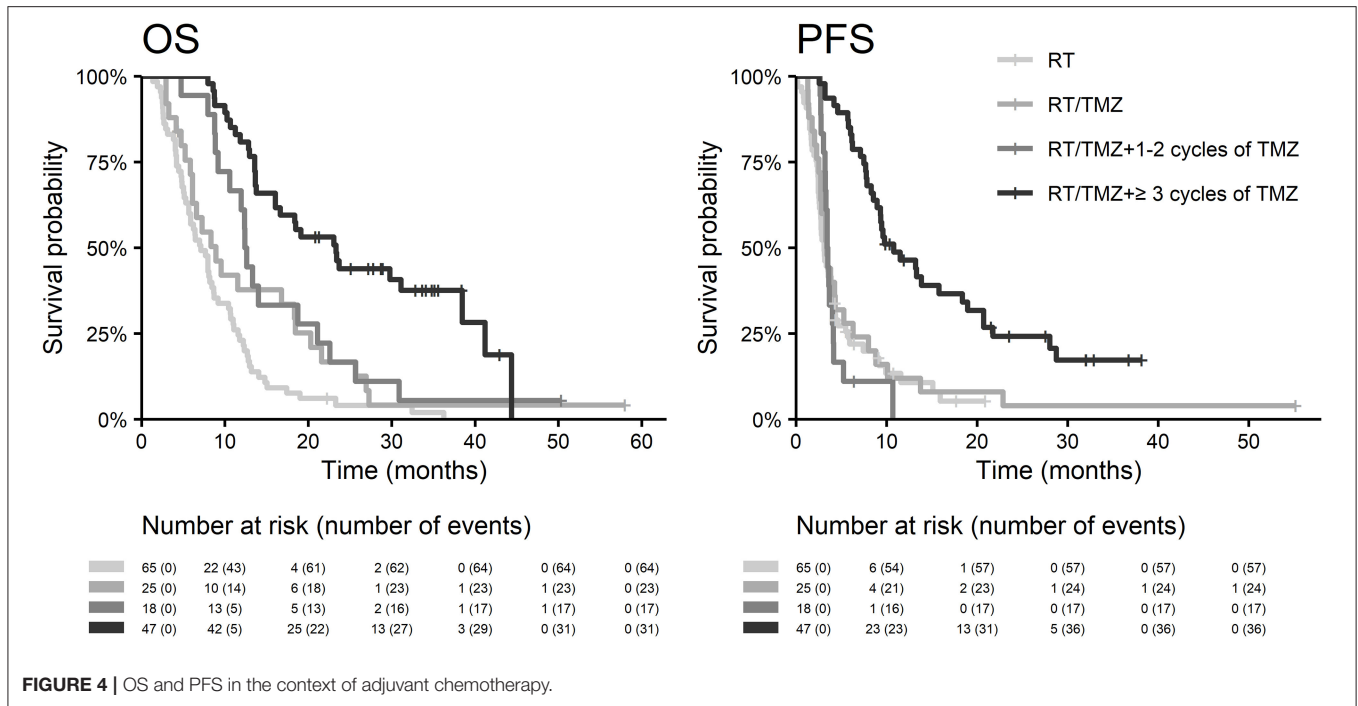 OS
100%
75%
50%
25%
0%
Survival probability
0 10 20 30 40 50 60
Time (months)
Number at risk (number of events)
65 (0) 22 (43) 4 (61) 2 (62) 0 (64) 0 (64) 0 (64)
25 (0) 10 (14) 6 (18) 1 (23) 1 (23) 1 (23) 0 (23)
18 (0) 13 (5) 5 (13) 2 (16) 1 (17) 1 (17) 0 (17)
47 (0) 42 (5) 25 (22) 13 (27) 3 (29) 0 (31) 0 (31)
PFS
RT
RT/TMZ
RT/TMZ+1-2 cycles of TMZ
RT/TMZ+≥ 3 cycles of TMZ
100%
75%
50%
25%
0%
Survival probability
0 10 20 30 40 50
Time (months)
Number at risk (number of events)
65 (0) 6 (54) 1 (57) 0 (57) 0 (57) 0 (57)
25 (0) 4 (21) 2 (23) 1 (24) 1 (24) 1 (24)
18 (0) 1 (16) 0 (17) 0 (17) 0 (17) 0 (17)
47 (0) 23 (23) 13 (31) 5 (36) 0 (36) 0 (36)
FIGURE 4 | OS and PFS in the context of adjuvant chemotherapy.